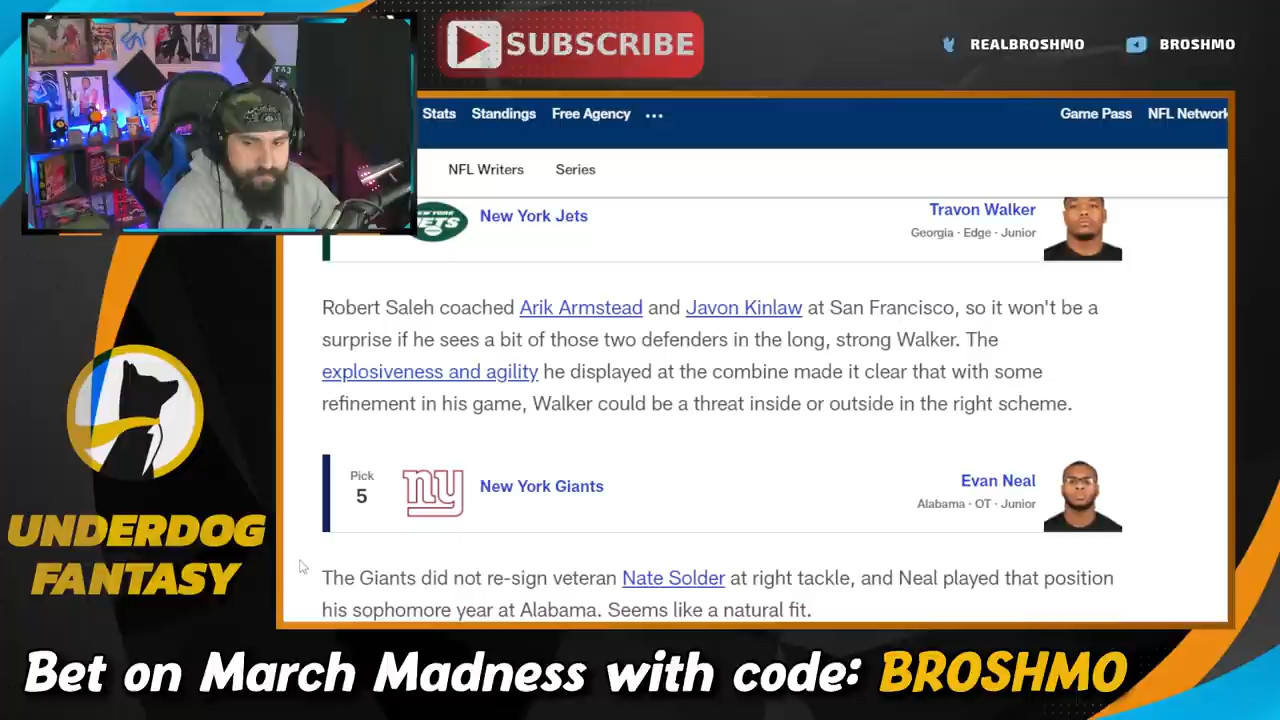 SUBSCRIBE
REALBROSHMO
BROSHMO
Stats Standings Free Agency ...
Game Pass NFL Network
NFL Writers Series
NEW YORK
JETS
New York Jets
Travon Walker
Georgia · Edge · Junior
Robert Saleh coached Arik Armstead and Javon Kinlaw at San Francisco, so it won't be a
surprise if he sees a bit of those two defenders in the long, strong Walker. The
explosiveness and agility he displayed at the combine made it clear that with some
refinement in his game, Walker could be a threat inside or outside in the right scheme.
Pick
5
ny
New York Giants
Evan Neal
Alabama · OT · Junior
The Giants did not re-sign veteran Nate Solder at right tackle, and Neal played that position
his sophomore year at Alabama. Seems like a natural fit.
UNDERDOG
FANTASY
Bet on March Madness with code: BROSHMO